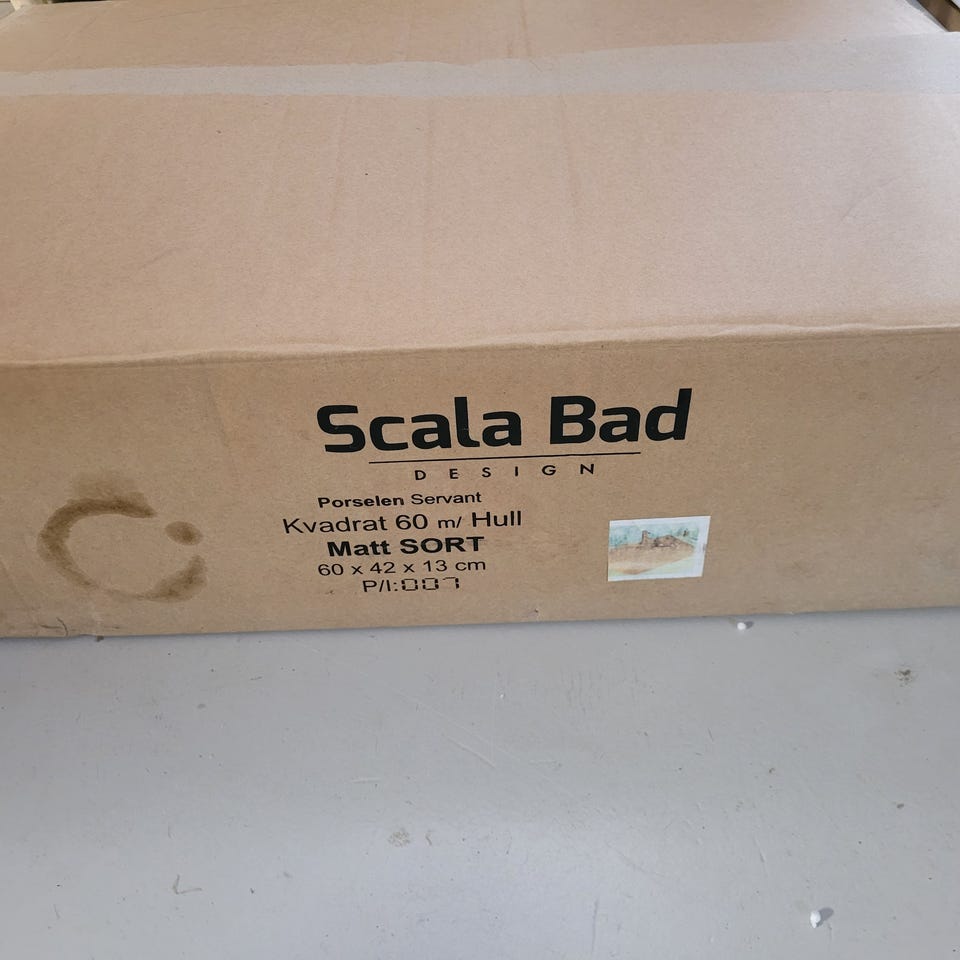 Scala Bad
DESIGN
Porselen Servant
Kvadrat 60 m/ Hull
Matt SORT
60 x 42 x 13 cm
P/I:007